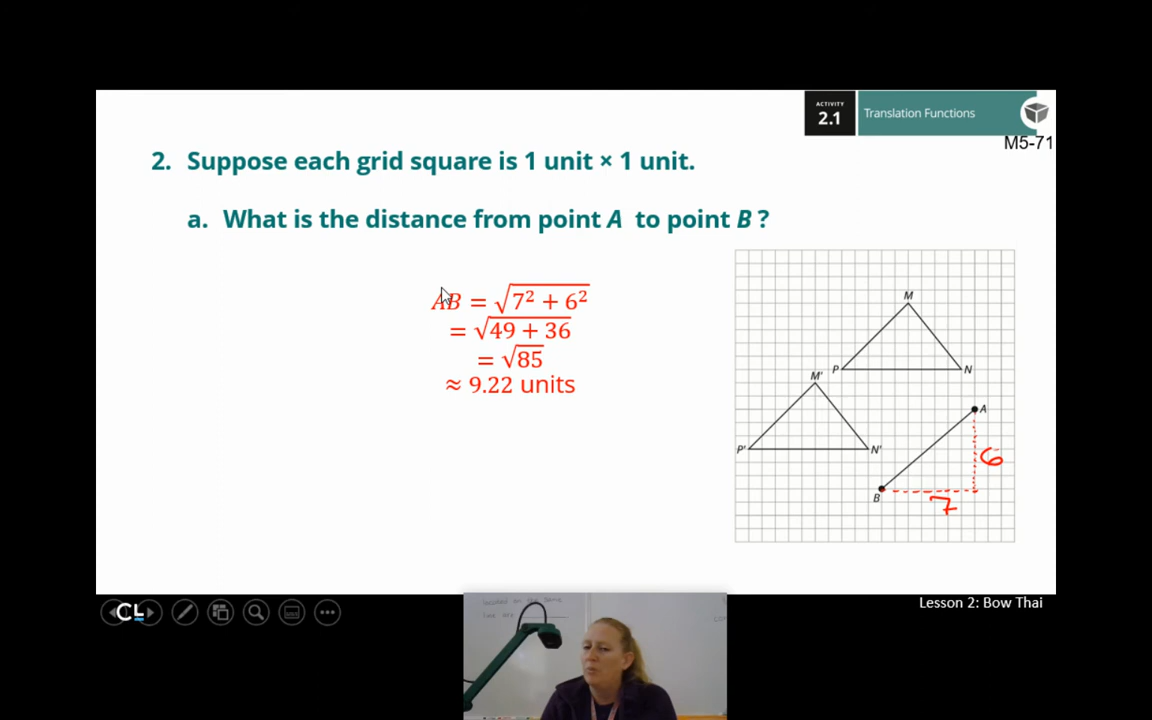 ACTIVITY
2.1
Translation Functions
M5-71
2. Suppose each grid square is 1 unit × 1 unit.
a. What is the distance from point A to point B ?
AB = √7² + 6²
= √49 + 36
= √85
≈ 9.22 units
M
P
N
M'
P'
N'
A
B
6
7
CL
Lesson 2: Bow Thai